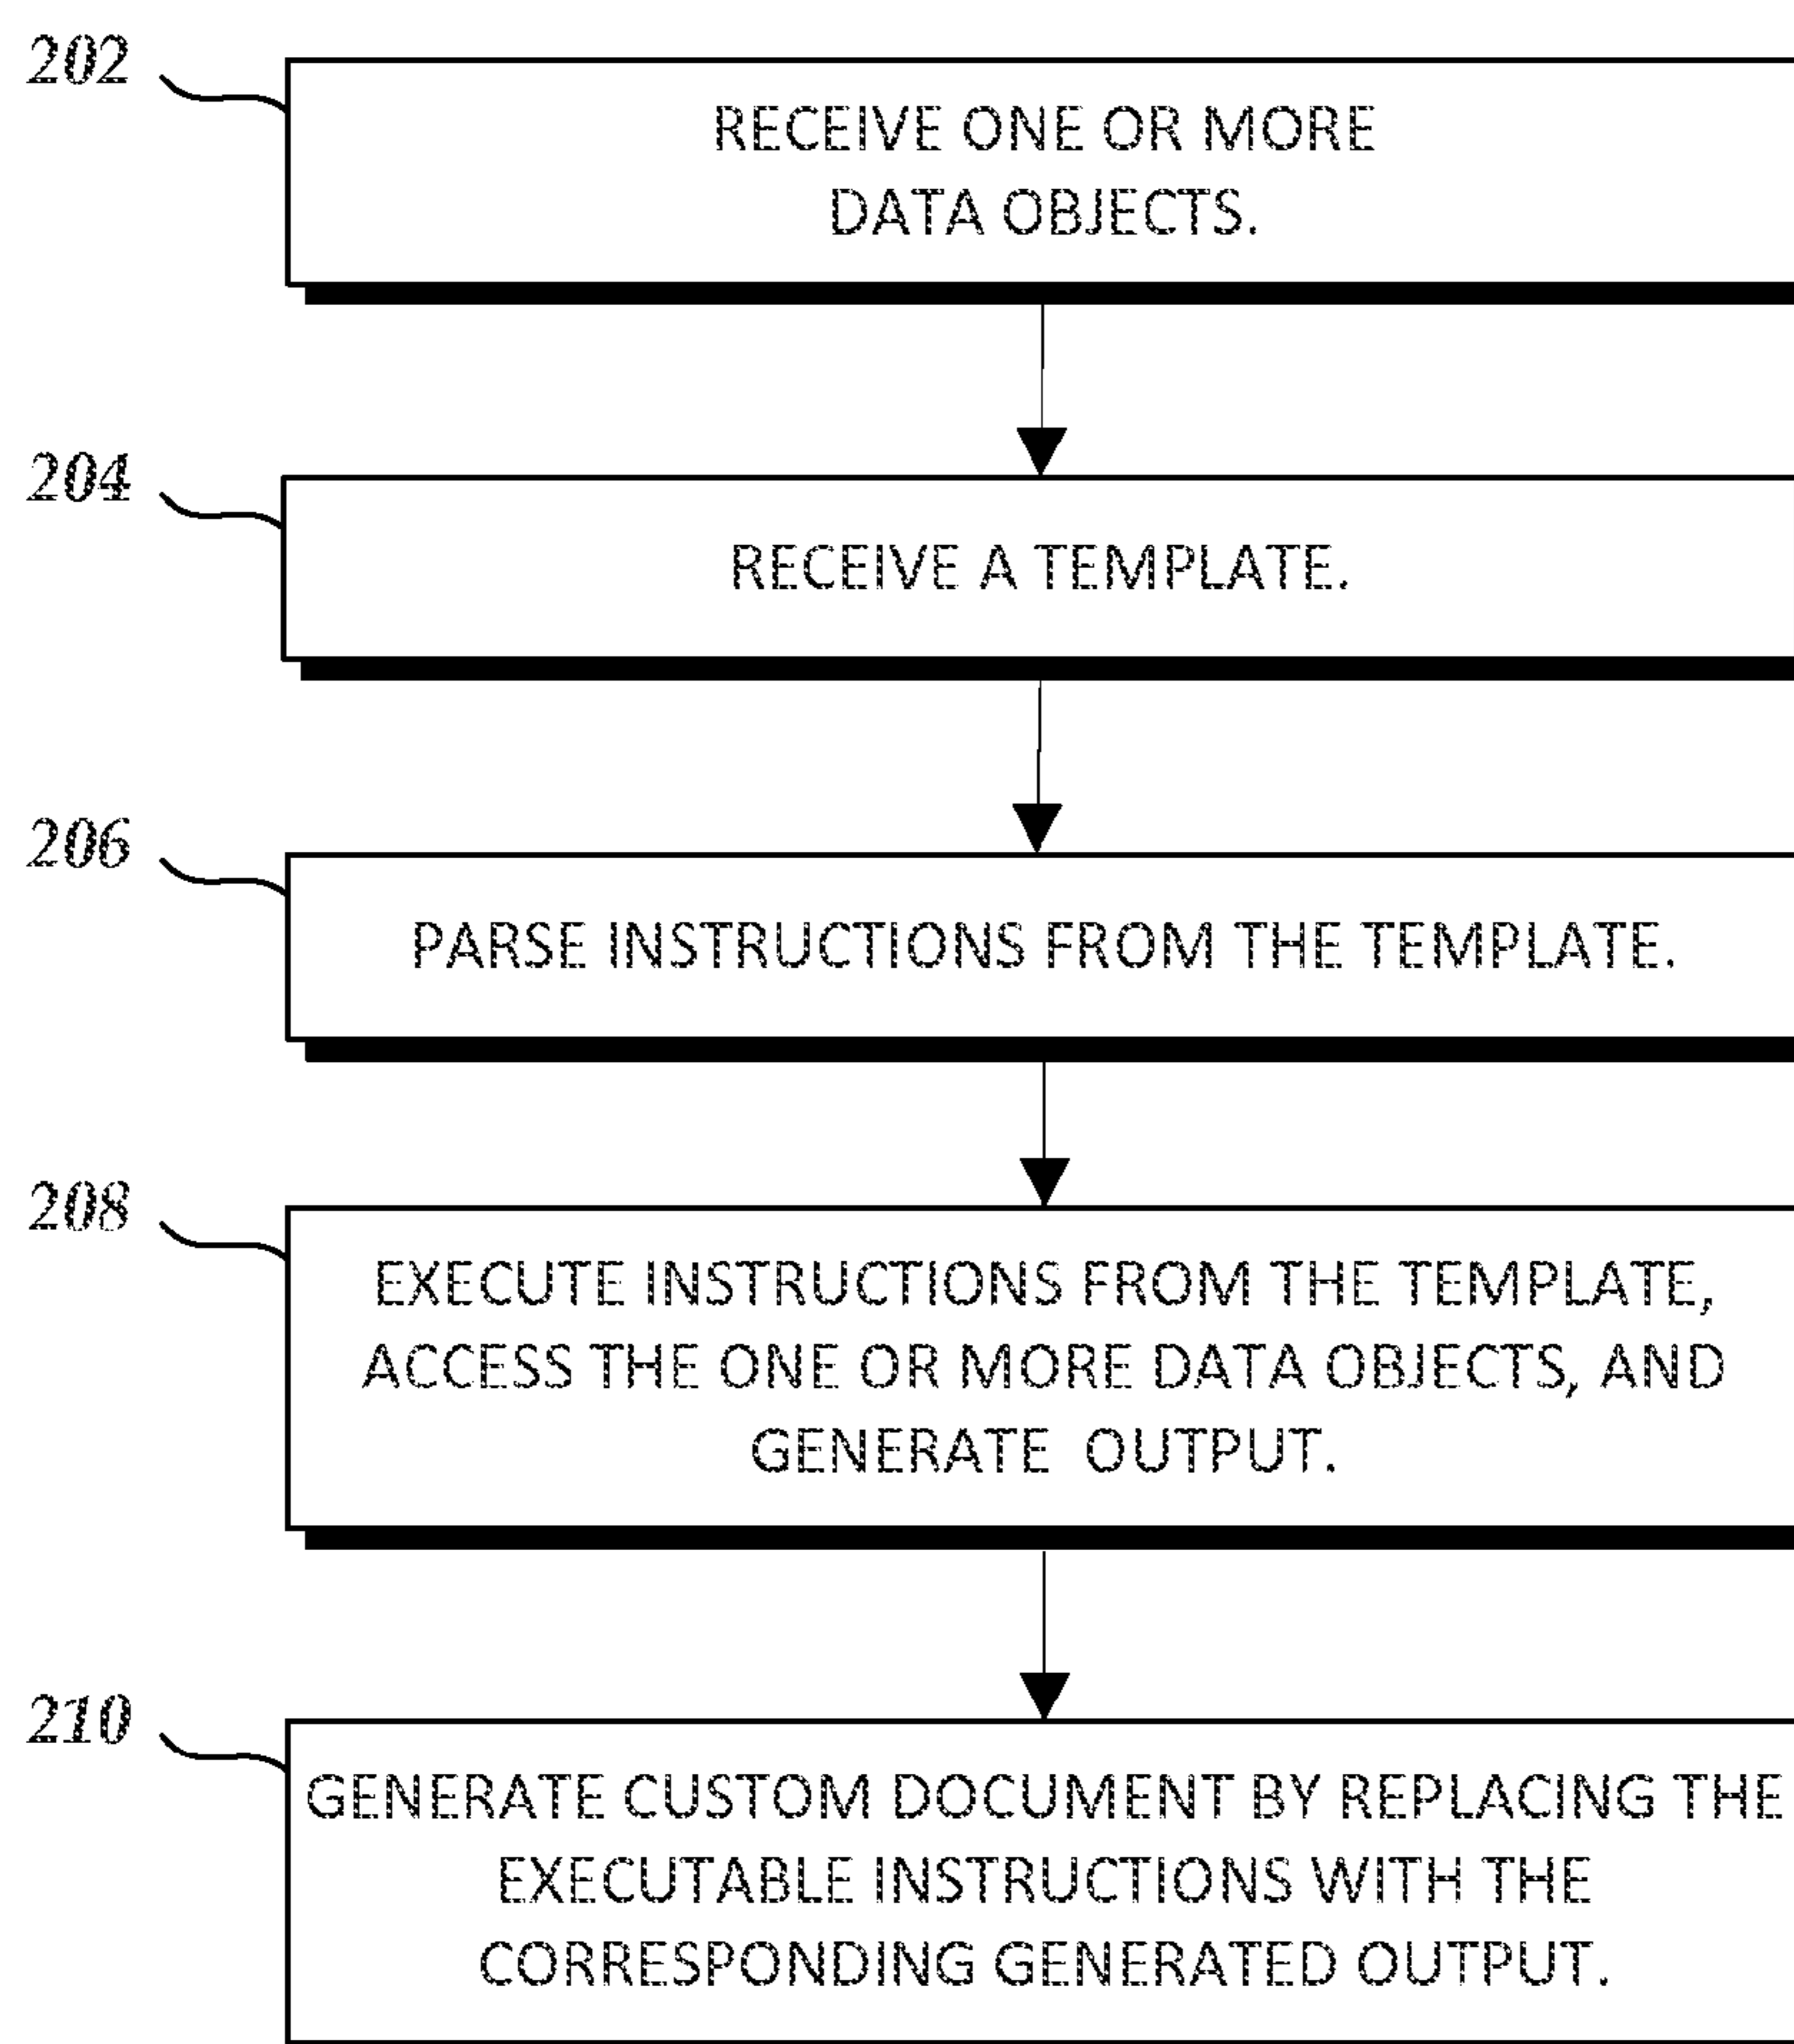 202
RECEIVE ONE OR MORE
DATA OBJECTS.
204
RECEIVE A TEMPLATE.
206
PARSE INSTRUCTIONS FROM THE TEMPLATE.
208
EXECUTE INSTRUCTIONS FROM THE TEMPLATE,
ACCESS THE ONE OR MORE DATA OBJECTS, AND
GENERATE OUTPUT.
210
GENERATE CUSTOM DOCUMENT BY REPLACING THE
EXECUTABLE INSTRUCTIONS WITH THE
CORRESPONDING GENERATED OUTPUT.